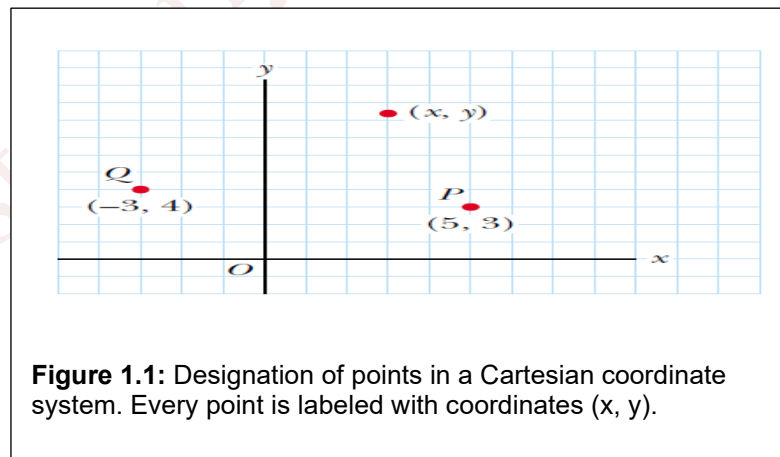 y
(x, y)
Q
(−3, 4)
P
(5, 3)
O
x
Figure 1.1: Designation of points in a Cartesian coordinate
system. Every point is labeled with coordinates (x, y).